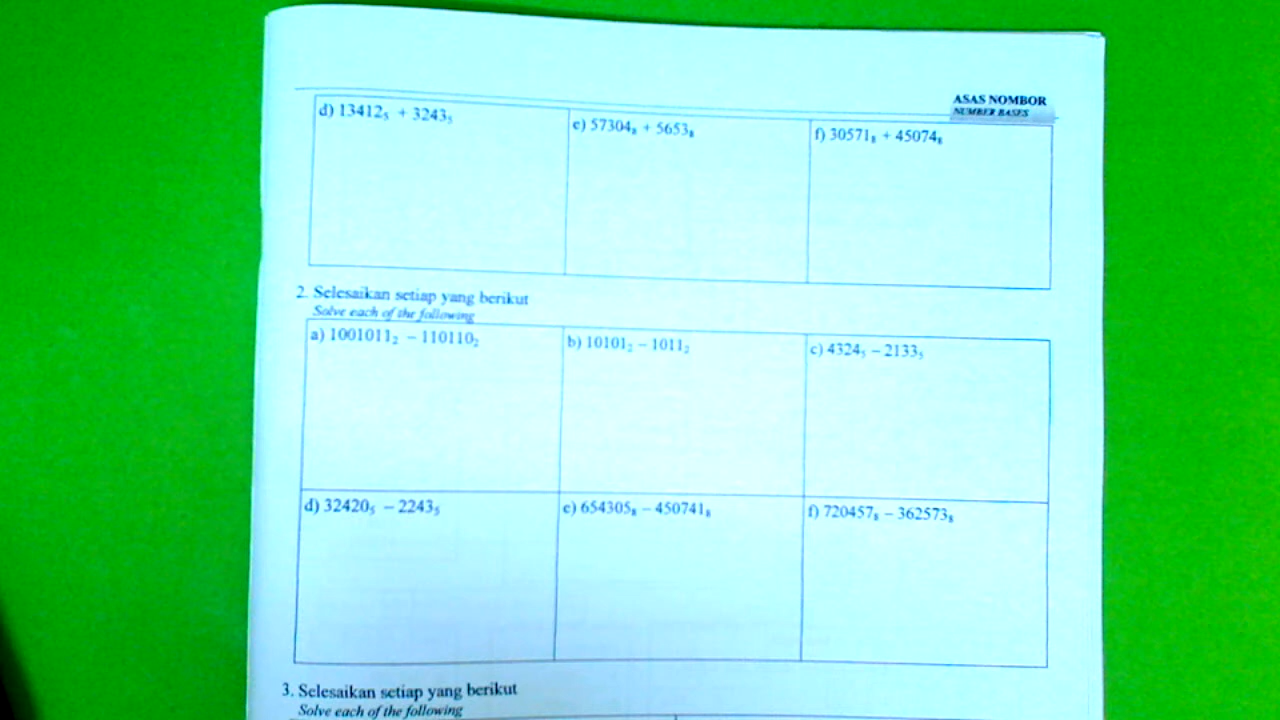 ASAS NOMBOR
NUMBER BASES
d) 13412₅ + 3243₅
e) 57304₈ + 5653₈
f) 30571₈ + 45074₈
2. Selesaikan setiap yang berikut
Solve each of the following
a) 1001011₂ − 110110₂
b) 10101₂ − 1011₂
c) 4324₅ − 2133₅
d) 32420₅ − 2243₅
e) 654305₈ − 450741₈
f) 720457₈ − 362573₈
3. Selesaikan setiap yang berikut
Solve each of the following